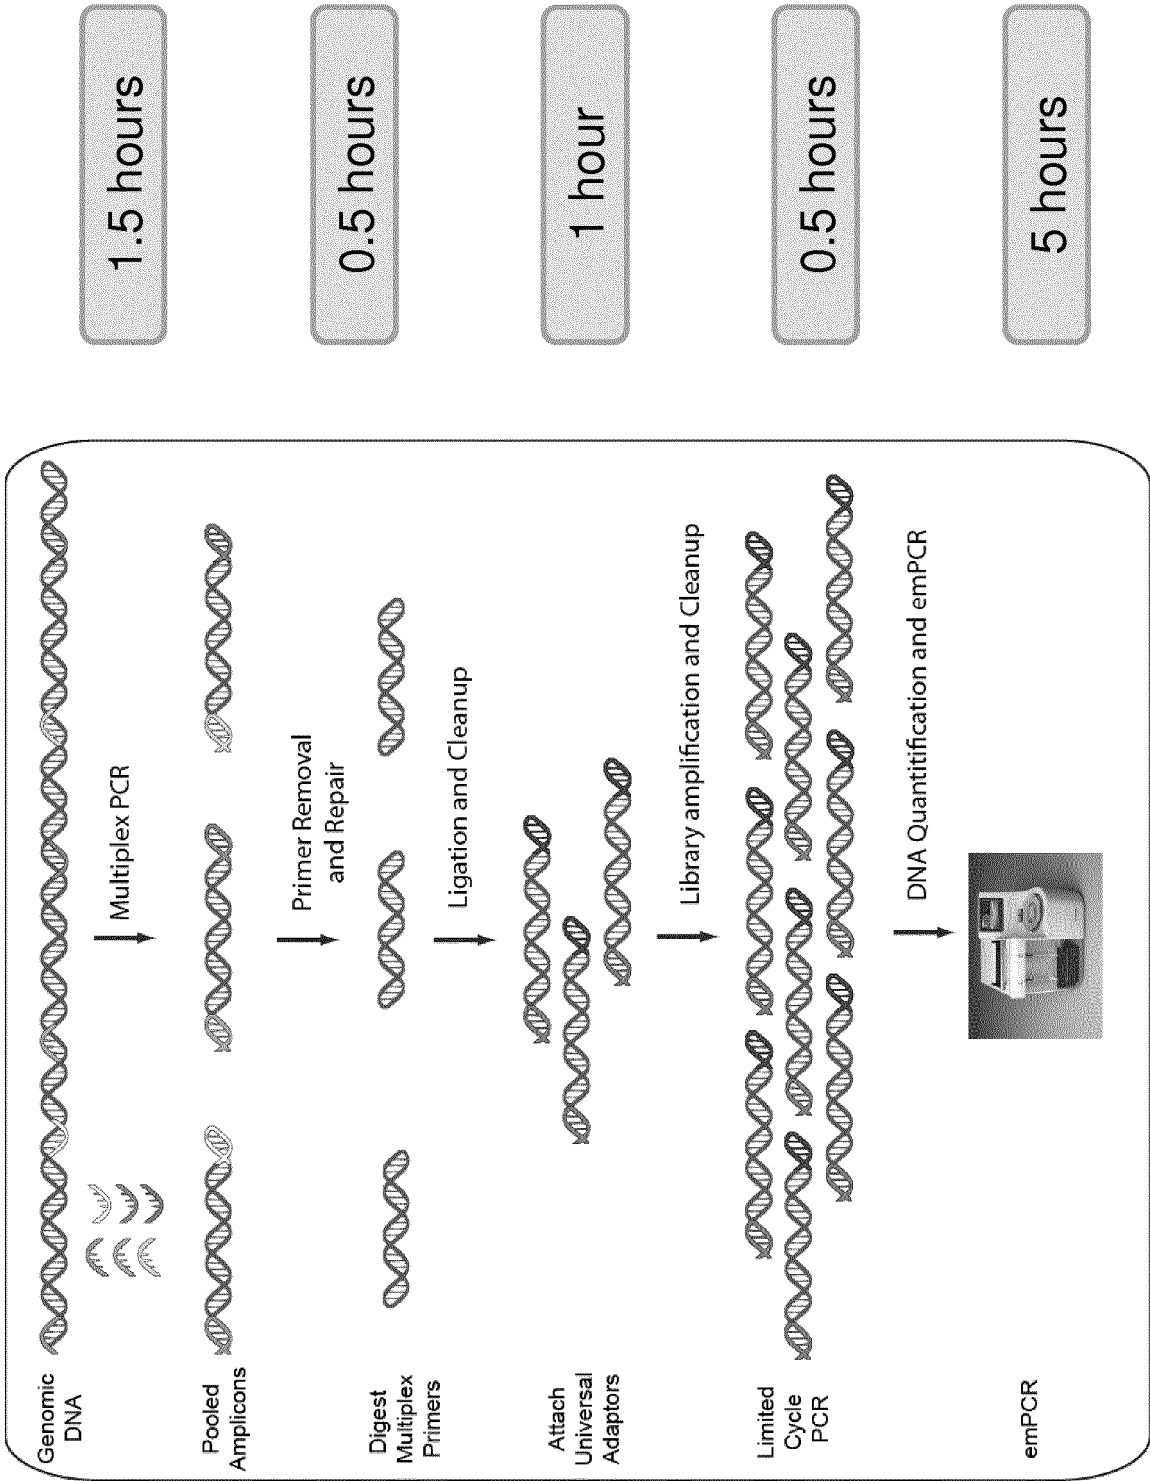 Genomic
DNA
Multiplex PCR
1.5 hours
Pooled
Amplicons
Primer Removal
and Repair
0.5 hours
Digest
Multiplex
Primers
Ligation and Cleanup
1 hour
Attach
Universal
Adaptors
Library amplification and Cleanup
0.5 hours
Limited
Cycle
PCR
DNA Quantitification and emPCR
5 hours
emPCR